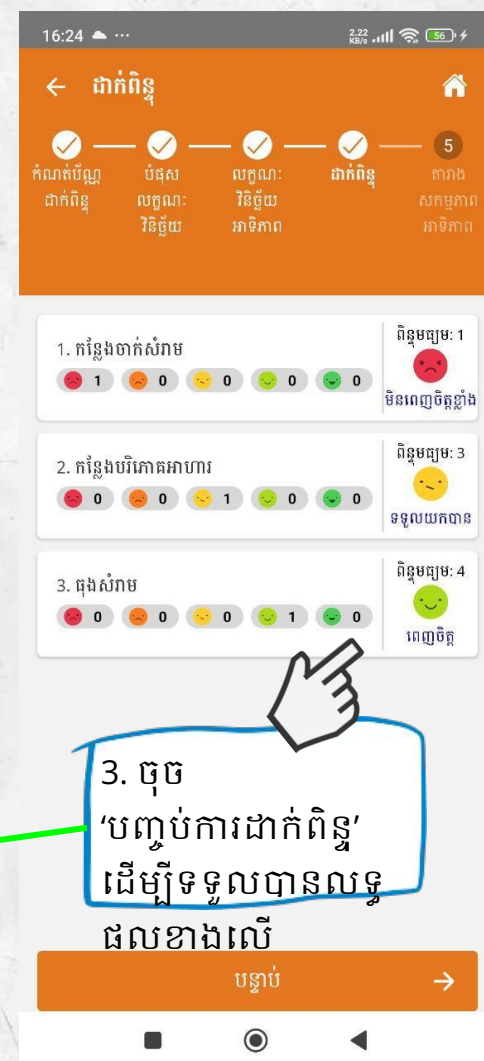 16:24 ...
2.22 KB/s 56
ដាក់ពិន្ទុ
5
កំណត់ប័ណ្ណ ដាក់ពិន្ទុ
បំផុស លក្ខណៈ វិនិច្ឆ័យ
លក្ខណៈ វិនិច្ឆ័យ អាទិភាព
ដាក់ពិន្ទុ
តារាង សកម្មភាព អាទិភាព
1. កន្លែងចាក់សំរាម
1 0 0 0 0
ពិន្ទុមធ្យម: 1
មិនពេញចិត្តខ្លាំង
2. កន្លែងបរិភោគអាហារ
0 0 1 0 0
ពិន្ទុមធ្យម: 3
ទទួលយកបាន
3. ធុងសំរាម
0 0 0 1 0
ពិន្ទុមធ្យម: 4
ពេញចិត្ត
3. ចុច
‘បញ្ចប់ការដាក់ពិន្ទុ’
ដើម្បីទទួលបានលទ្ធ
ផលខាងលើ
បន្ទាប់